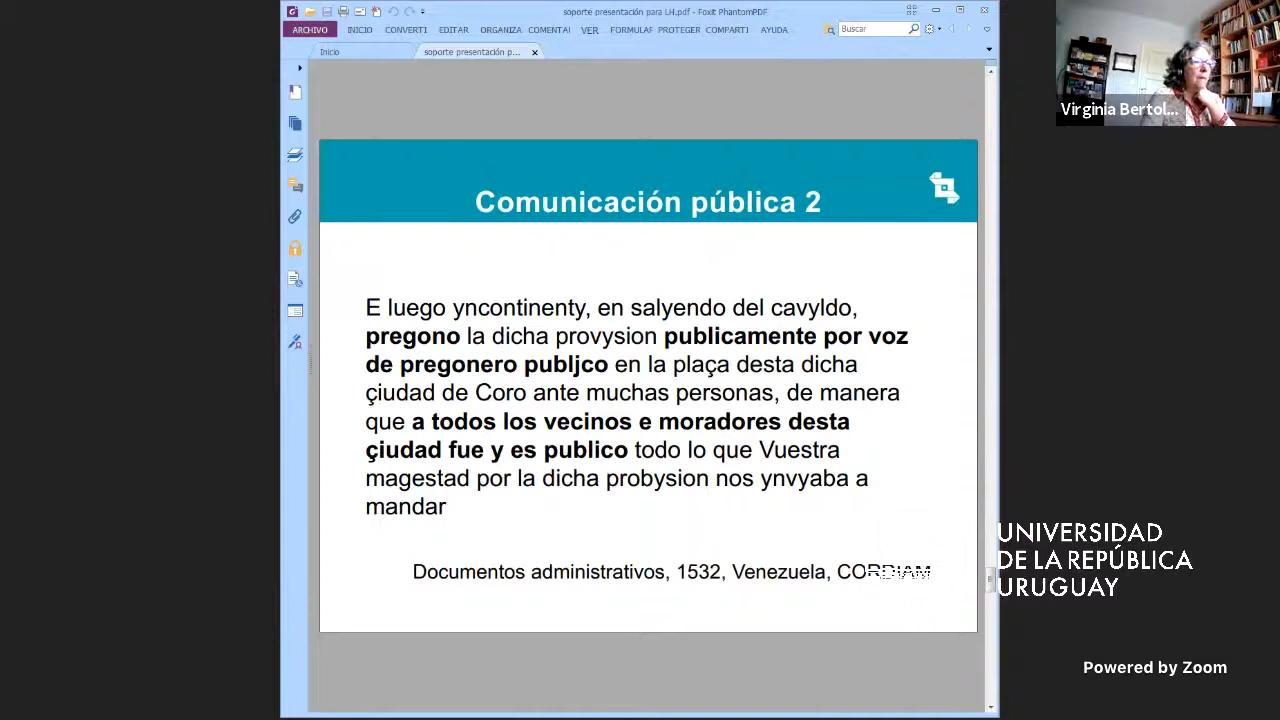 soporte presentación para LH.pdf - Foxit PhantomPDF
ARCHIVO INICIO CONVERTI EDITAR ORGANIZA COMENTAI VER FORMULAF PROTEGER COMPARTI AYUDA Buscar
Inicio soporte presentación p...
Virginia Bertol...
Comunicación pública 2
E luego yncontinenty, en salyendo del cavyldo,
pregono la dicha provysion publicamente por voz
de pregonero publjco en la plaça desta dicha
çiudad de Coro ante muchas personas, de manera
que a todos los vecinos e moradores desta
çiudad fue y es publico todo lo que Vuestra
magestad por la dicha probysion nos ynvyaba a
mandar
Documentos administrativos, 1532, Venezuela, CORDIAM
UNIVERSIDAD
DE LA REPÚBLICA
URUGUAY
Powered by Zoom